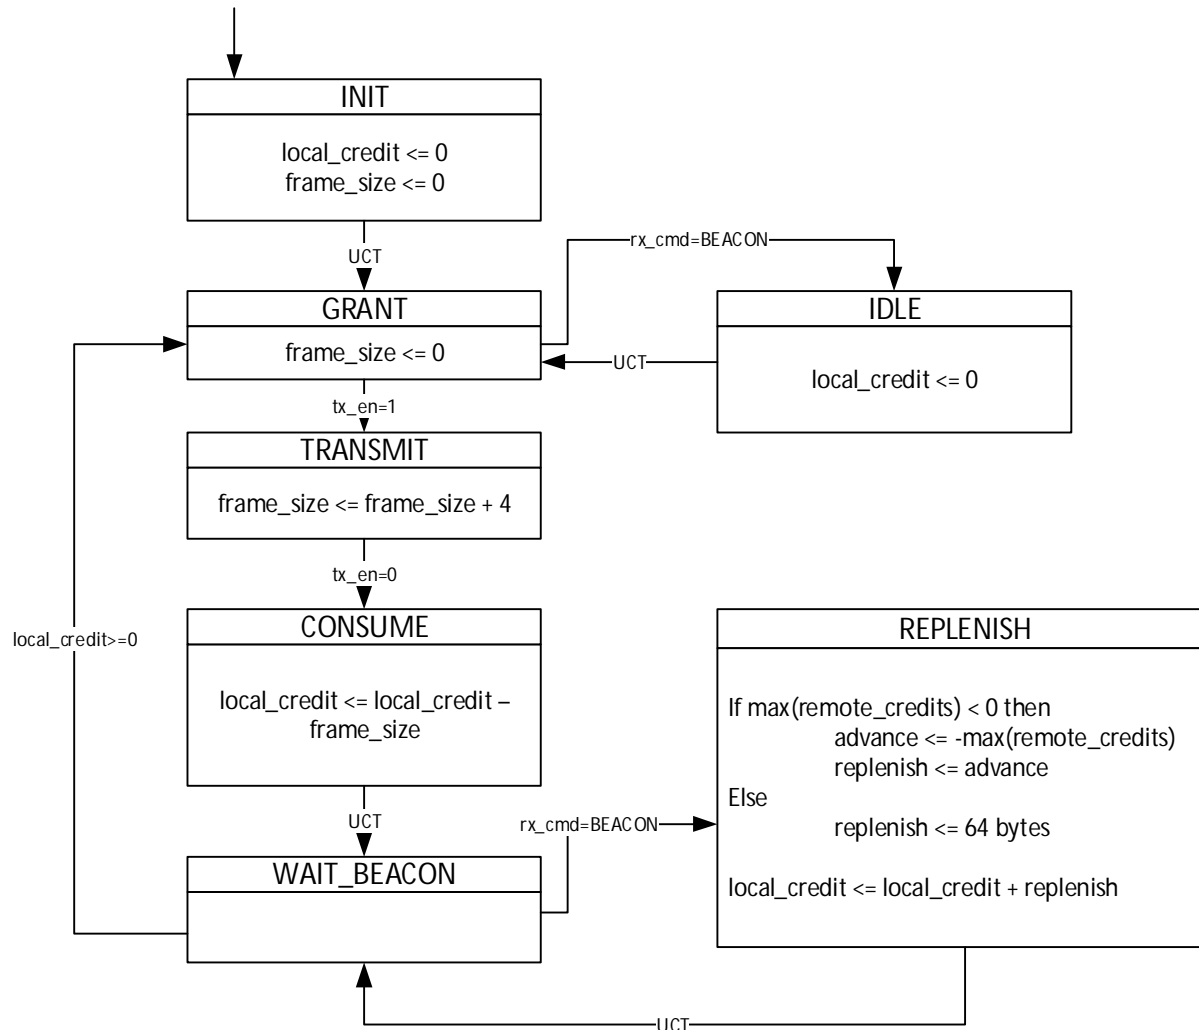 INIT
local_credit <= 0
frame_size <= 0
UCT
rx_cmd=BEACON
GRANT
frame_size <= 0
IDLE
local_credit <= 0
UCT
tx_en=1
TRANSMIT
frame_size <= frame_size + 4
tx_en=0
local_credit>=0
CONSUME
local_credit <= local_credit –
frame_size
UCT
rx_cmd=BEACON
WAIT_BEACON
REPLENISH
If max(remote_credits) < 0 then
advance <= -max(remote_credits)
replenish <= advance
Else
replenish <= 64 bytes
local_credit <= local_credit + replenish
UCT